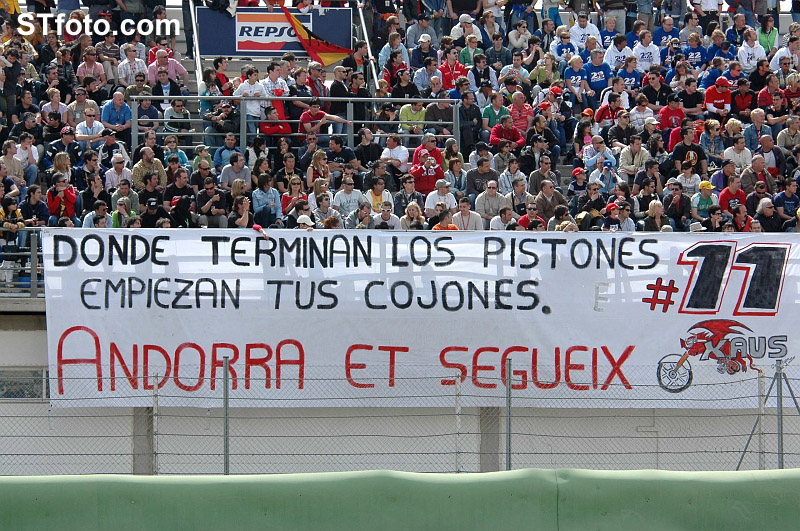 STfoto.com
REPSOL
DONDE TERMINAN LOS PISTONES
EMPIEZAN TUS COJONES.
#11
ANDORRA ET SEGUEIX
XAUS